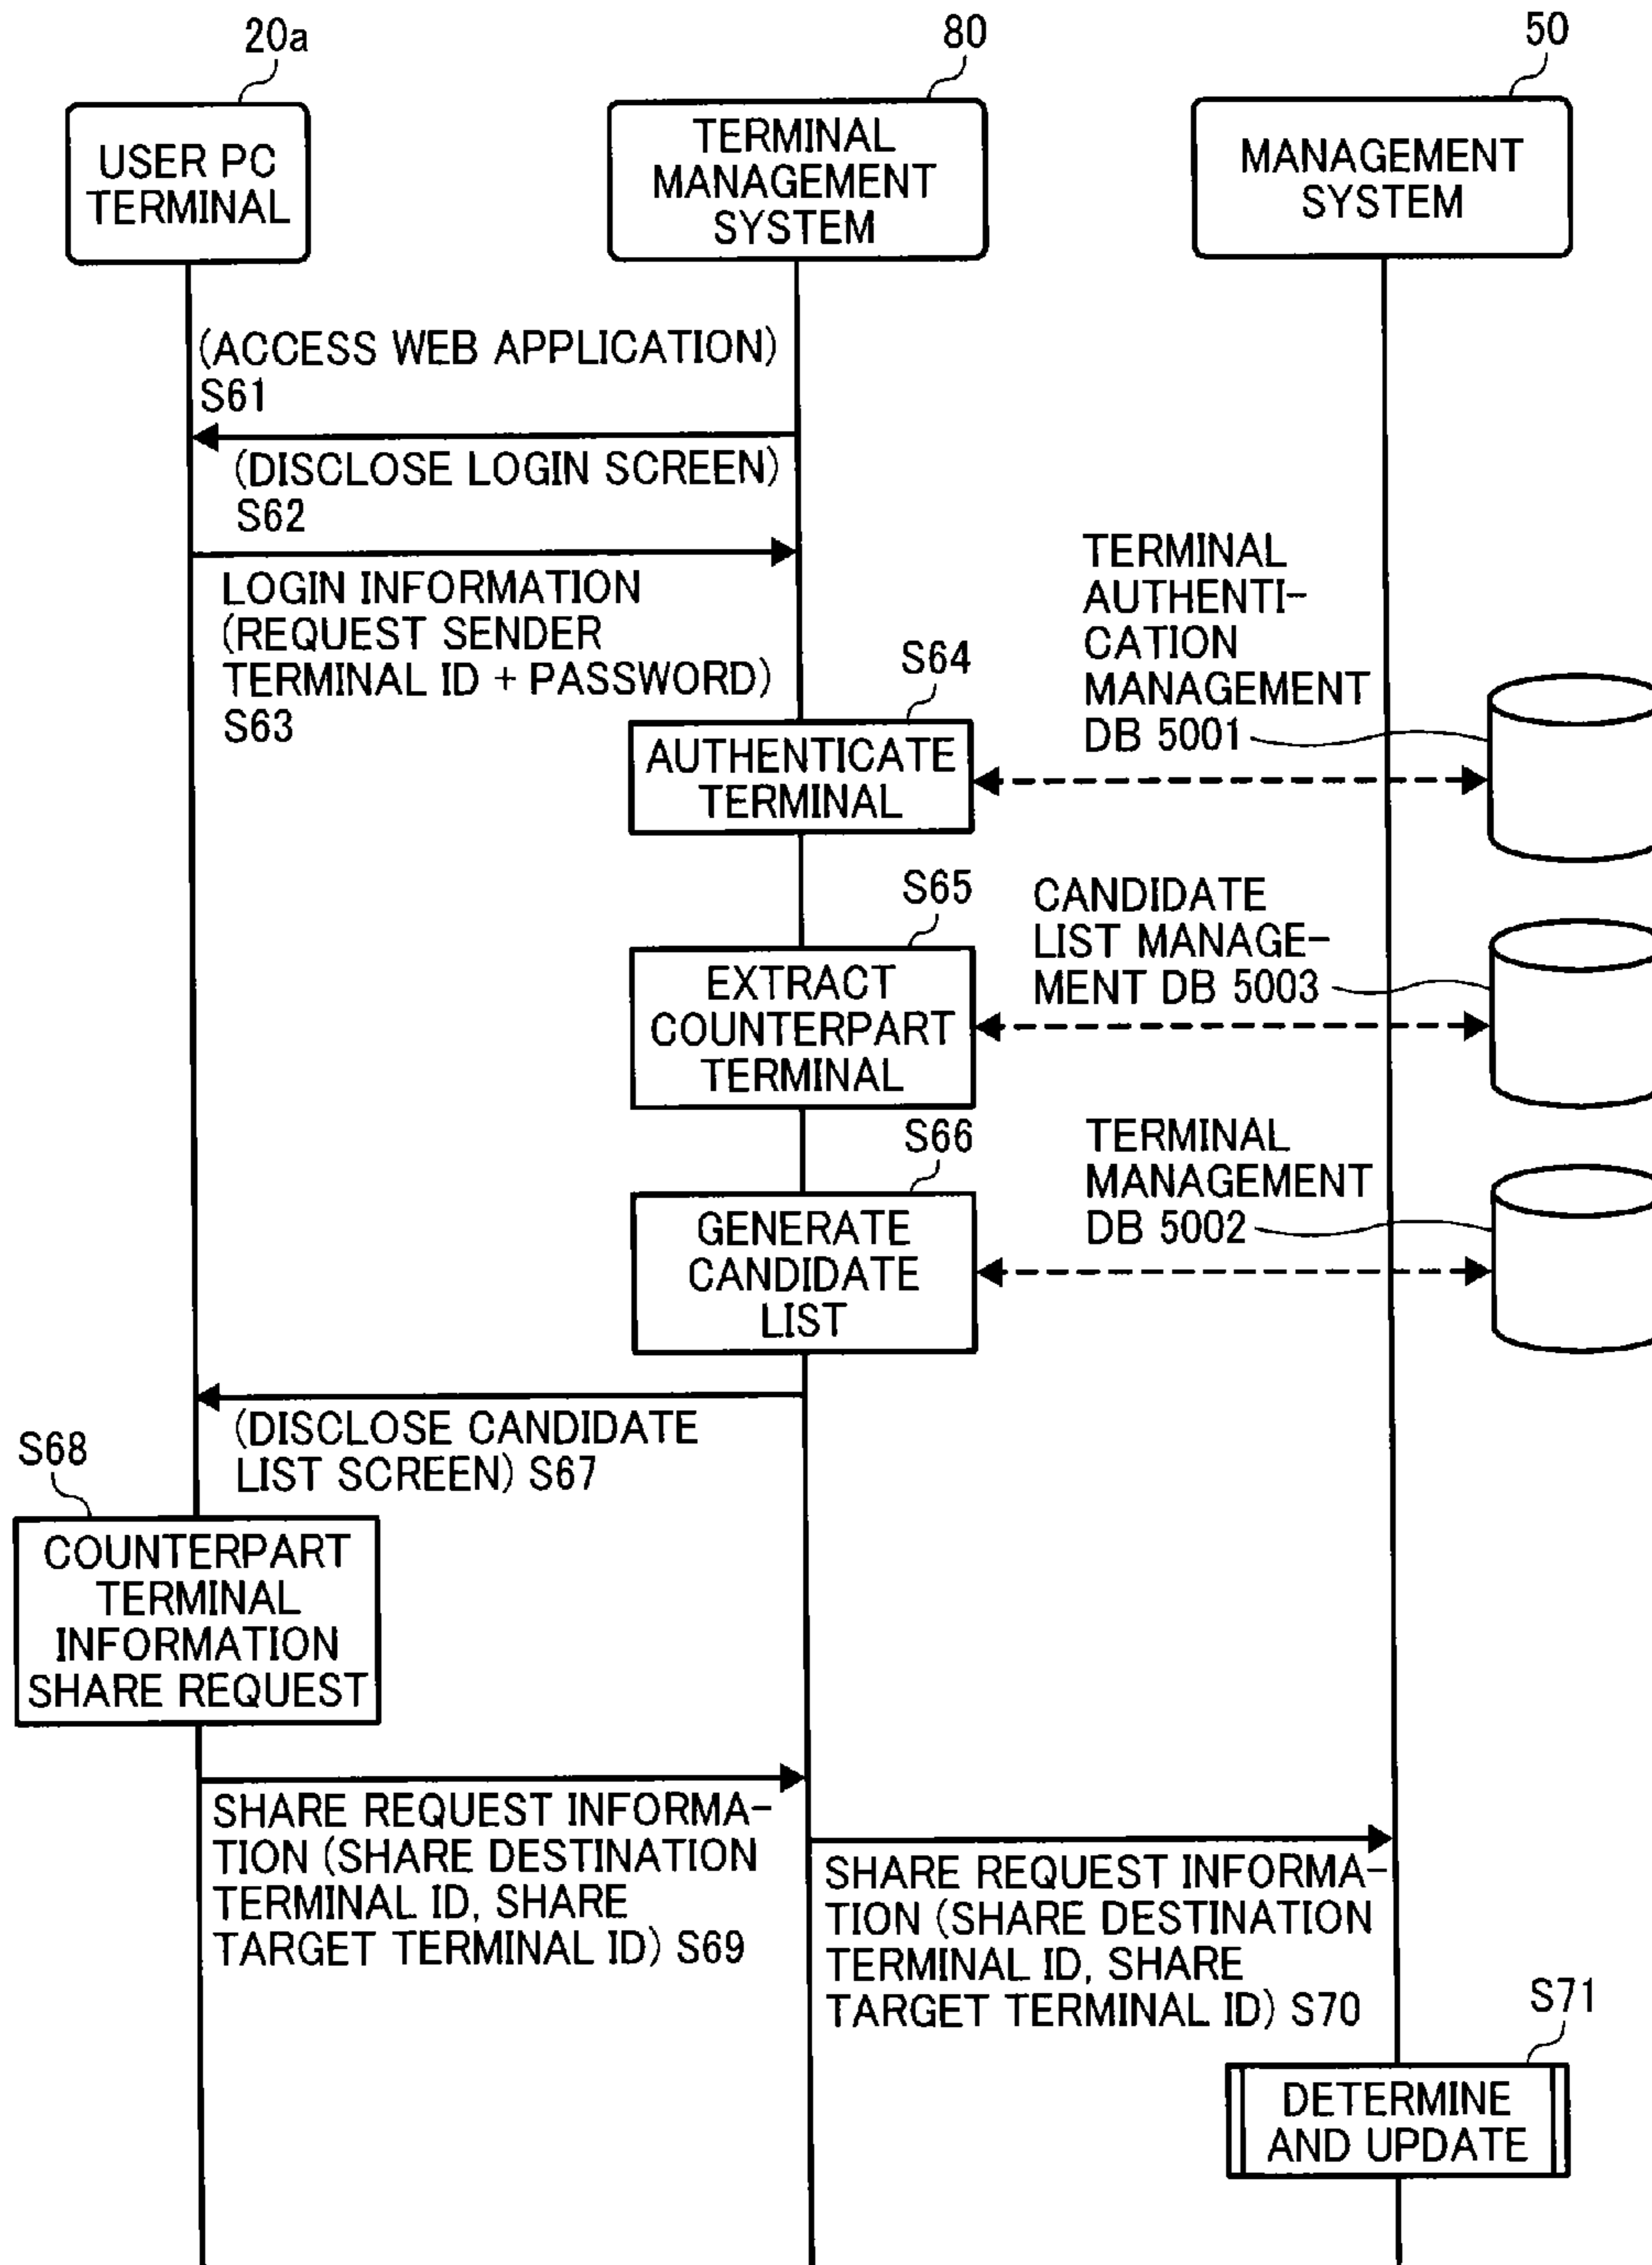 20a
80
50
USER PC
TERMINAL
TERMINAL
MANAGEMENT
SYSTEM
MANAGEMENT
SYSTEM
(ACCESS WEB APPLICATION)
S61
(DISCLOSE LOGIN SCREEN)
S62
LOGIN INFORMATION
(REQUEST SENDER
TERMINAL ID + PASSWORD)
S63
TERMINAL
AUTHENTI-
CATION
MANAGEMENT
DB 5001
S64
AUTHENTICATE
TERMINAL
S65
EXTRACT
COUNTERPART
TERMINAL
CANDIDATE
LIST MANAGE-
MENT DB 5003
S66
GENERATE
CANDIDATE
LIST
TERMINAL
MANAGEMENT
DB 5002
(DISCLOSE CANDIDATE
LIST SCREEN) S67
S68
COUNTERPART
TERMINAL
INFORMATION
SHARE REQUEST
SHARE REQUEST INFORMA-
TION (SHARE DESTINATION
TERMINAL ID, SHARE
TARGET TERMINAL ID) S69
SHARE REQUEST INFORMA-
TION (SHARE DESTINATION
TERMINAL ID, SHARE
TARGET TERMINAL ID) S70
S71
DETERMINE
AND UPDATE